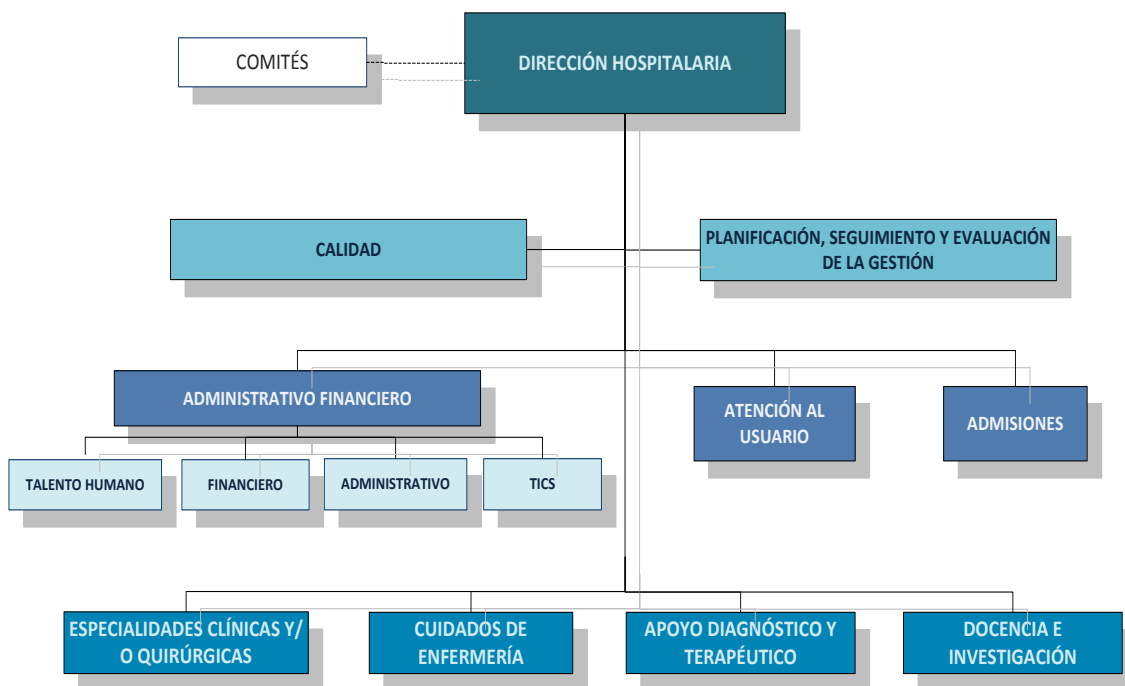 COMITÉS
DIRECCIÓN HOSPITALARIA
CALIDAD
PLANIFICACIÓN, SEGUIMIENTO Y EVALUACIÓN
DE LA GESTIÓN
ADMINISTRATIVO FINANCIERO
ATENCIÓN AL
USUARIO
ADMISIONES
TALENTO HUMANO
FINANCIERO
ADMINISTRATIVO
TICS
ESPECIALIDADES CLÍNICAS Y/
O QUIRÚRGICAS
CUIDADOS DE
ENFERMERÍA
APOYO DIAGNÓSTICO Y
TERAPÉUTICO
DOCENCIA E
INVESTIGACIÓN